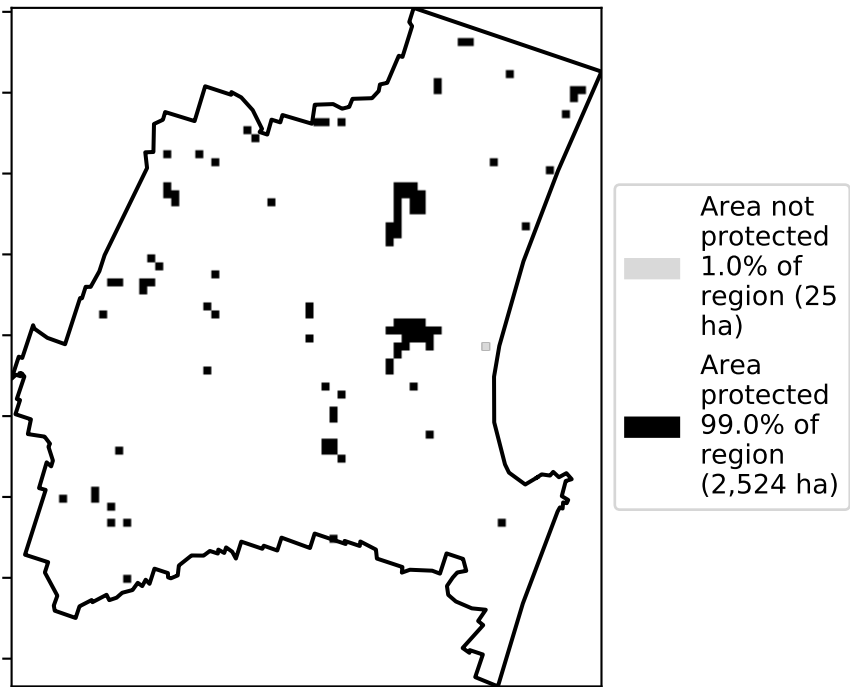 Area not
protected
1.0% of
region (25
ha)
Area
protected
99.0% of
region
(2,524 ha)